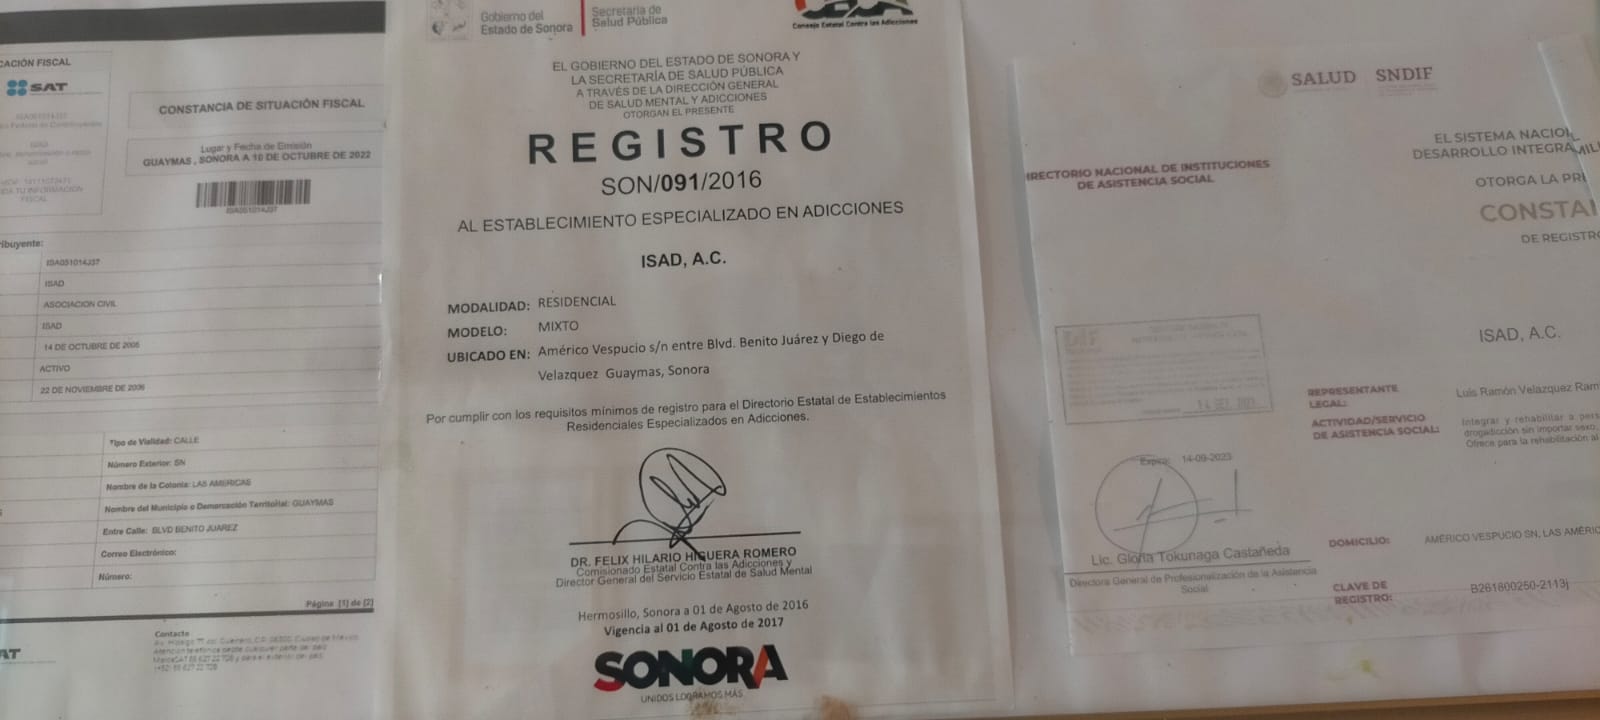 CACIÓN FISCAL
SAT
CONSTANCIA DE SITUACIÓN FISCAL
Lugar y Fecha de Emisión
GUAYMAS , SONORA A 10 DE OCTUBRE DE 2022
ISA051014J37
ribuyente:
ISA051014J37
ISAD
ASOCIACION CIVIL
ISAD
14 DE OCTUBRE DE 2005
ACTIVO
22 DE NOVIEMBRE DE 2006
Tipo de Vialidad: CALLE
Número Exterior: SN
Nombre de la Colonia: LAS AMERICAS
Nombre del Municipio o Demarcación Territorial: GUAYMAS
Entre Calle: BLVD BENITO JUAREZ
Correo Electrónico:
Número:
Página [1] de [2]
Contacto
Gobierno del
Estado de Sonora
Secretaría de
Salud Pública
Consejo Estatal Contra las Adicciones
EL GOBIERNO DEL ESTADO DE SONORA Y
LA SECRETARÍA DE SALUD PÚBLICA
A TRAVÉS DE LA DIRECCIÓN GENERAL
DE SALUD MENTAL Y ADICCIONES
OTORGAN EL PRESENTE
REGISTRO
SON/091/2016
AL ESTABLECIMIENTO ESPECIALIZADO EN ADICCIONES
ISAD, A.C.
MODALIDAD: RESIDENCIAL
MODELO: MIXTO
UBICADO EN: Américo Vespucio s/n entre Blvd. Benito Juárez y Diego de
Velazquez Guaymas, Sonora
Por cumplir con los requisitos mínimos de registro para el Directorio Estatal de Establecimientos
Residenciales Especializados en Adicciones.
DR. FELIX HILARIO HIGUERA ROMERO
Comisionado Estatal Contra las Adicciones y
Director General del Servicio Estatal de Salud Mental
Hermosillo, Sonora a 01 de Agosto de 2016
Vigencia al 01 de Agosto de 2017
SONORA
UNIDOS LOGRAMOS MÁS
SALUD SNDIF
IRECTORIO NACIONAL DE INSTITUCIONES
DE ASISTENCIA SOCIAL
EL SISTEMA NACIO
DESARROLLO INTEGRA
OTORGA LA PRE
CONSTA
DE REGISTRO
ISAD, A.C.
REPRESENTANTE
LEGAL:
Luis Ramón Velazquez Ram
ACTIVIDAD/SERVICIO
DE ASISTENCIA SOCIAL:
Integrar y rehabilitar a pers
drogadicción sin importar sexo,
Ofrece para la rehabilitación al
Expira: 14-09-2023
Lic. Gloria Tokunaga Castañeda
Directora General de Profesionalización de la Asistencia
Social
DOMICILIO: AMÉRICO VESPUCIO SN, LAS AMÉRIC
CLAVE DE
REGISTRO:
B261800250-2113j